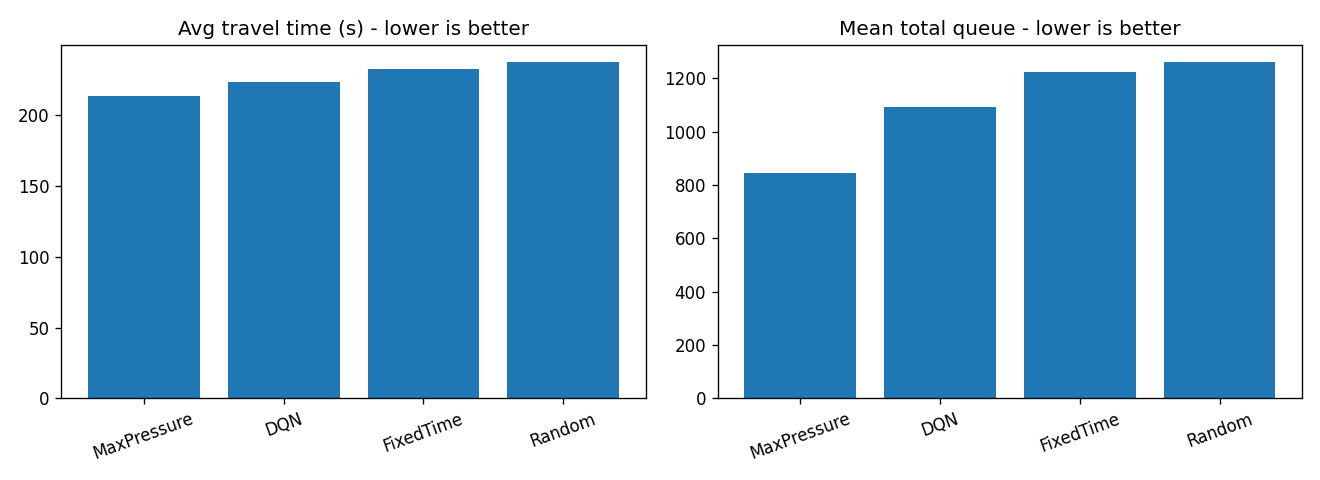 Avg travel time (s) - lower is better
200
150
100
50
0
MaxPressure
DQN
FixedTime
Random
Mean total queue - lower is better
1200
1000
800
600
400
200
0
MaxPressure
DQN
FixedTime
Random